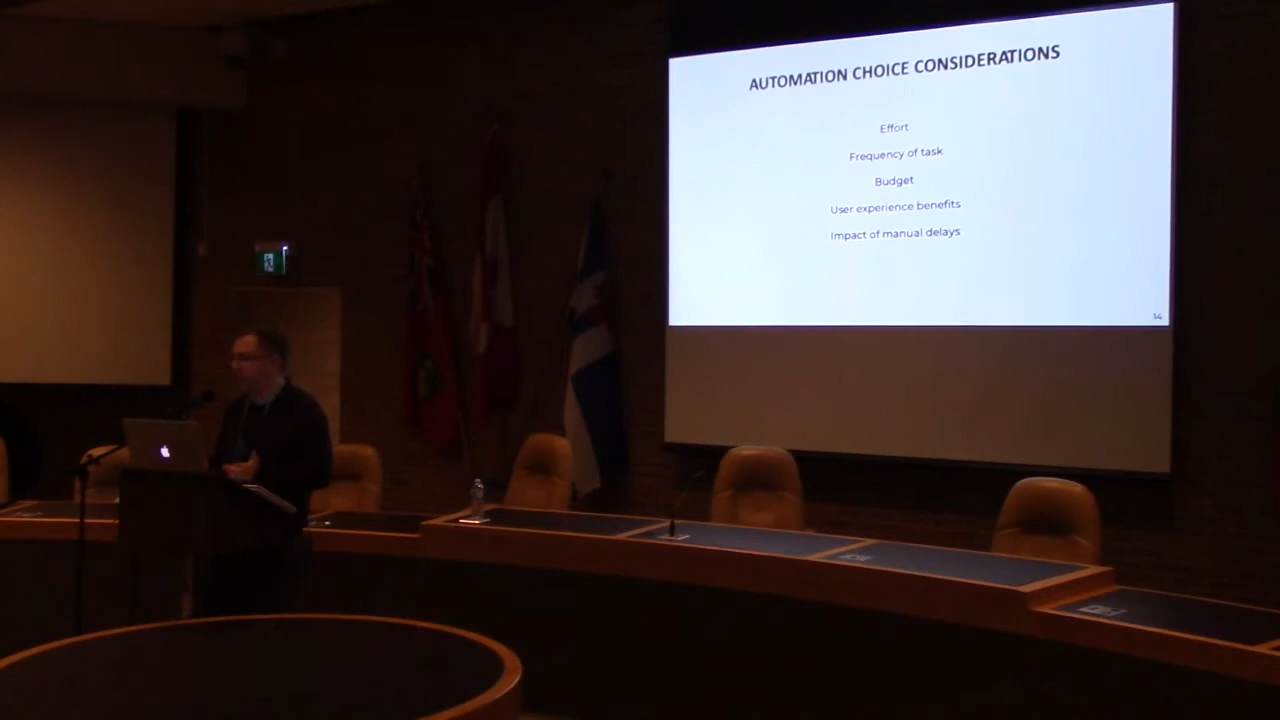 AUTOMATION CHOICE CONSIDERATIONS
Effort
Frequency of task
Budget
User experience benefits
Impact of manual delays
14